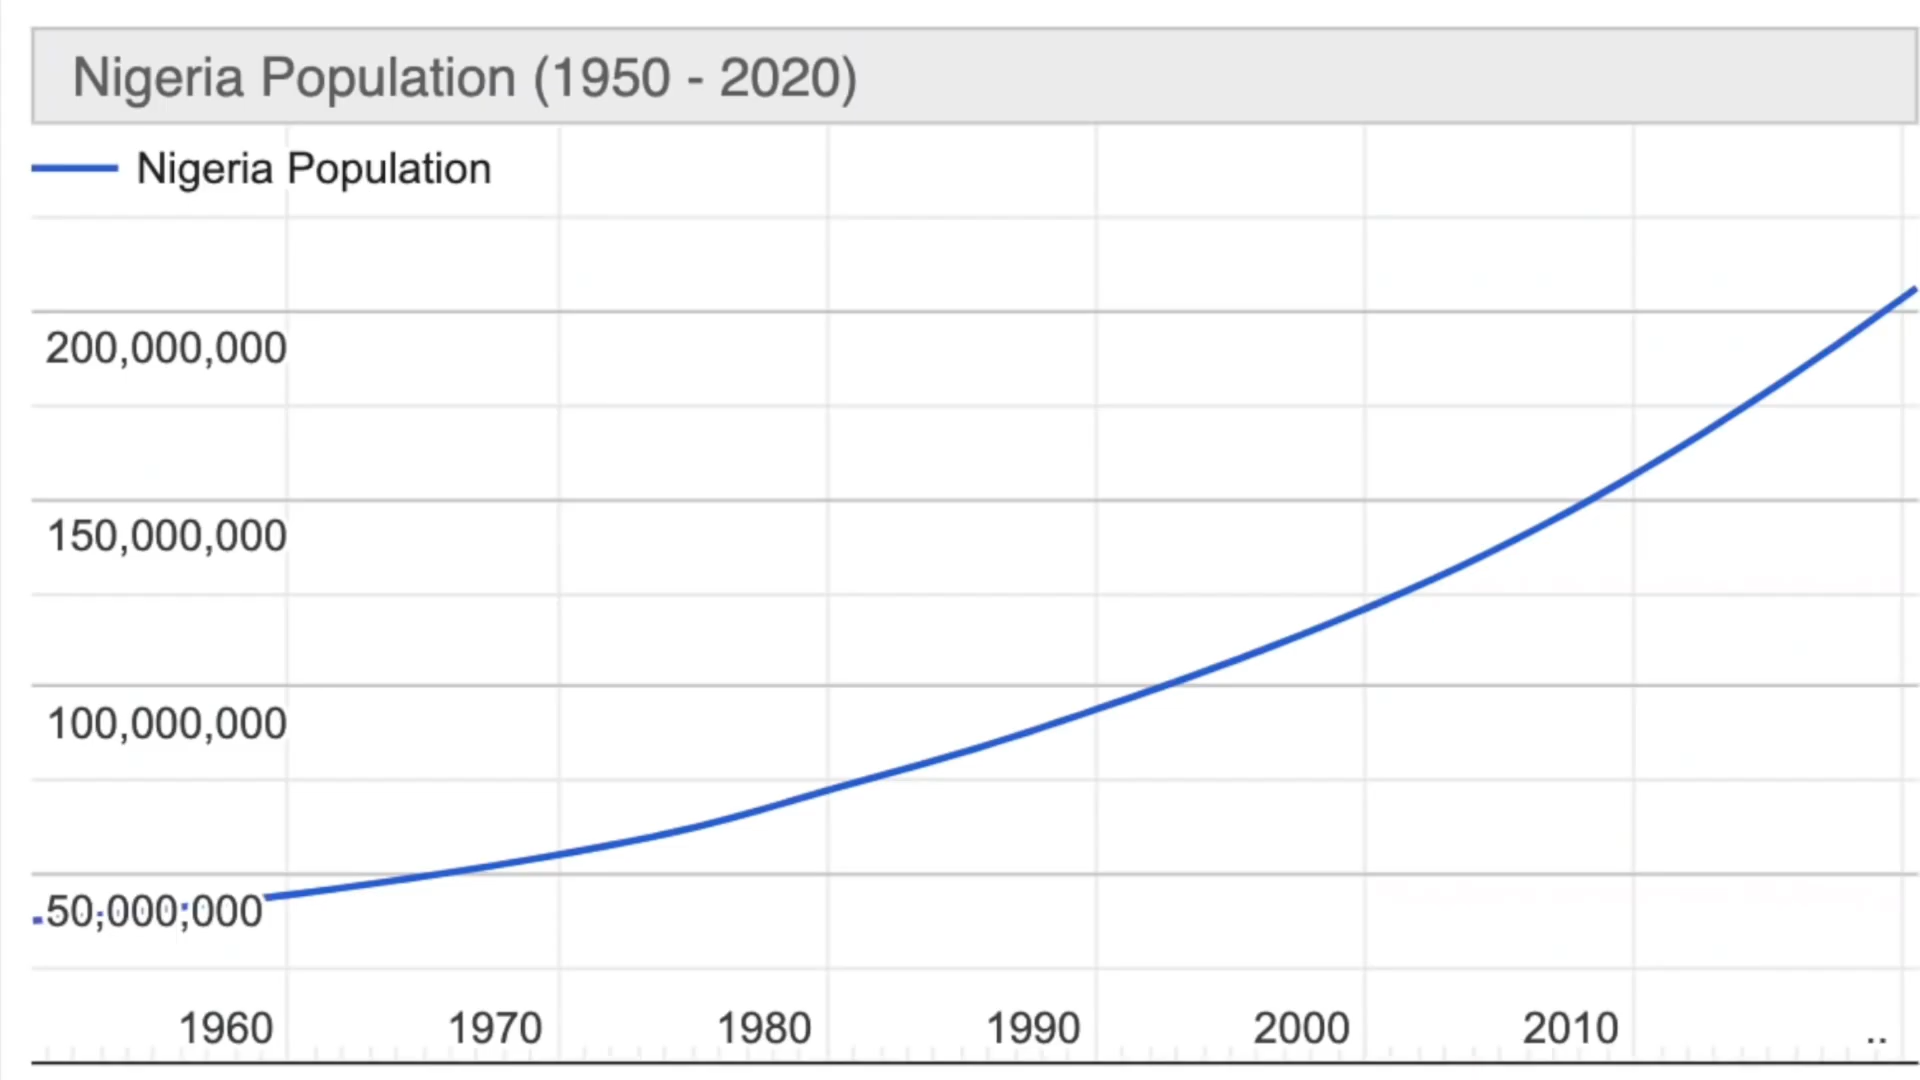 Nigeria Population (1950 - 2020)
Nigeria Population
200,000,000
150,000,000
100,000,000
50,000,000
1960 1970 1980 1990 2000 2010 ..